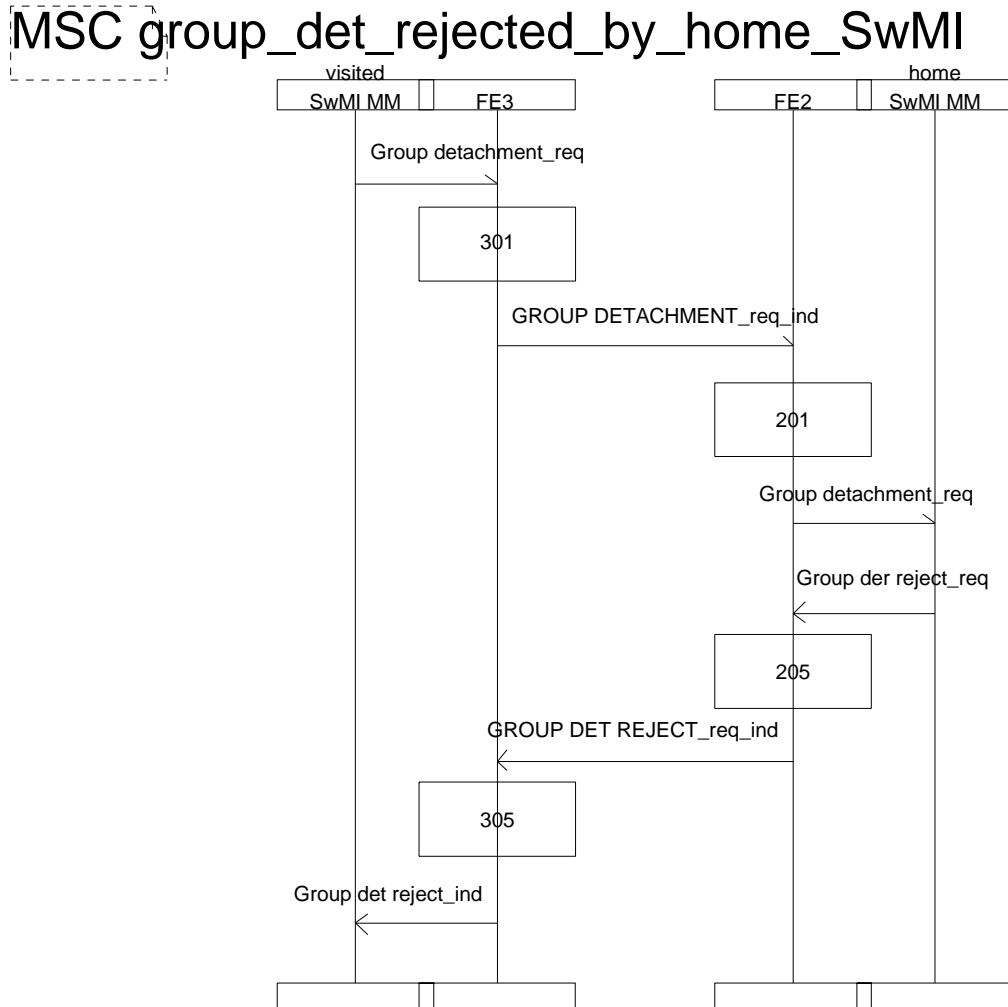 MSC group_det_rejected_by_home_SwMI
visited
SwMI MM
FE3
FE2
home
SwMI MM
Group detachment_req
301
GROUP DETACHMENT_req_ind
201
Group detachment_req
Group der reject_req
205
GROUP DET REJECT_req_ind
305
Group det reject_ind